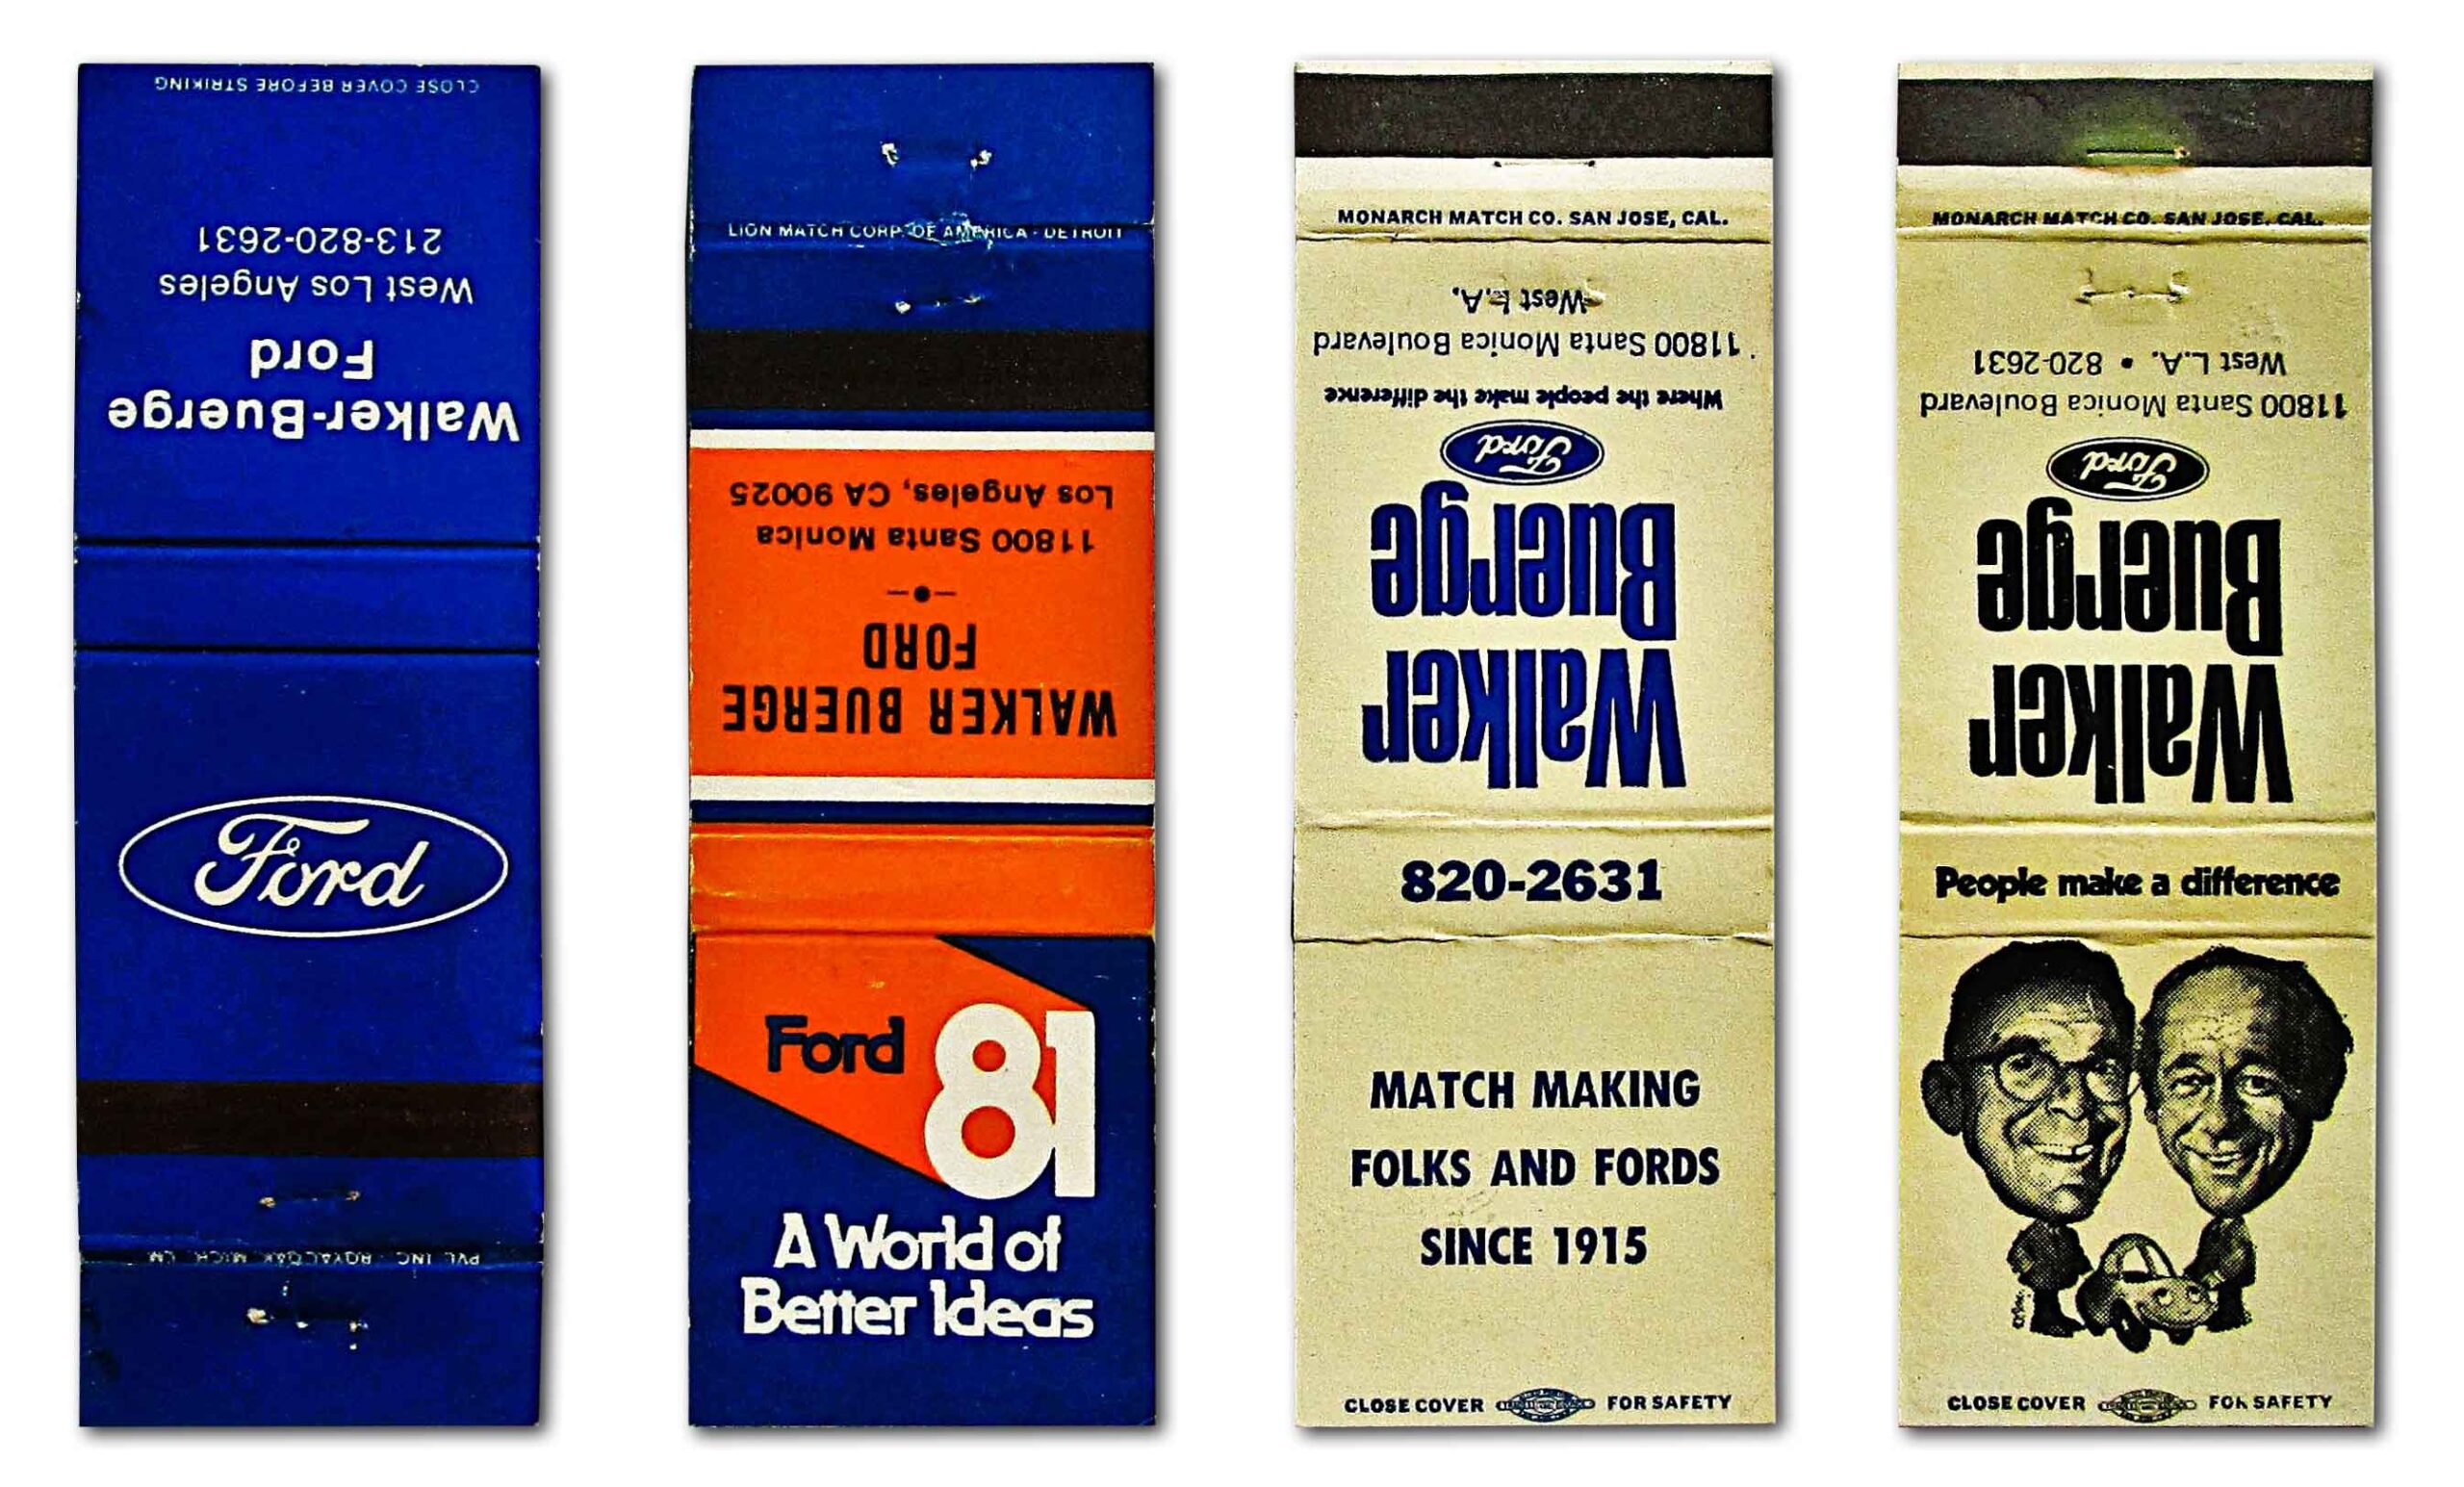 CLOSE COVER BEFORE STRIKING
Walker-Buerge
Ford
West Los Angeles
213-820-2631
Ford
PVL INC. ROYAL OAK, MICH.
LION MATCH CORP. OF AMERICA - DETROIT
WALKER BUERGE
FORD
11800 Santa Monica
Los Angeles, CA 90025
Ford 81
A World of
Better Ideas
MONARCH MATCH CO. SAN JOSE, CAL.
Walker
Buerge
Ford
Where the people make the difference
11800 Santa Monica Boulevard
West L.A.
820-2631
MATCH MAKING
FOLKS AND FORDS
SINCE 1915
CLOSE COVER FOR SAFETY
MONARCH MATCH CO. SAN JOSE, CAL.
Walker
Buerge
Ford
11800 Santa Monica Boulevard
West L.A. • 820-2631
People make a difference
CLOSE COVER FOR SAFETY